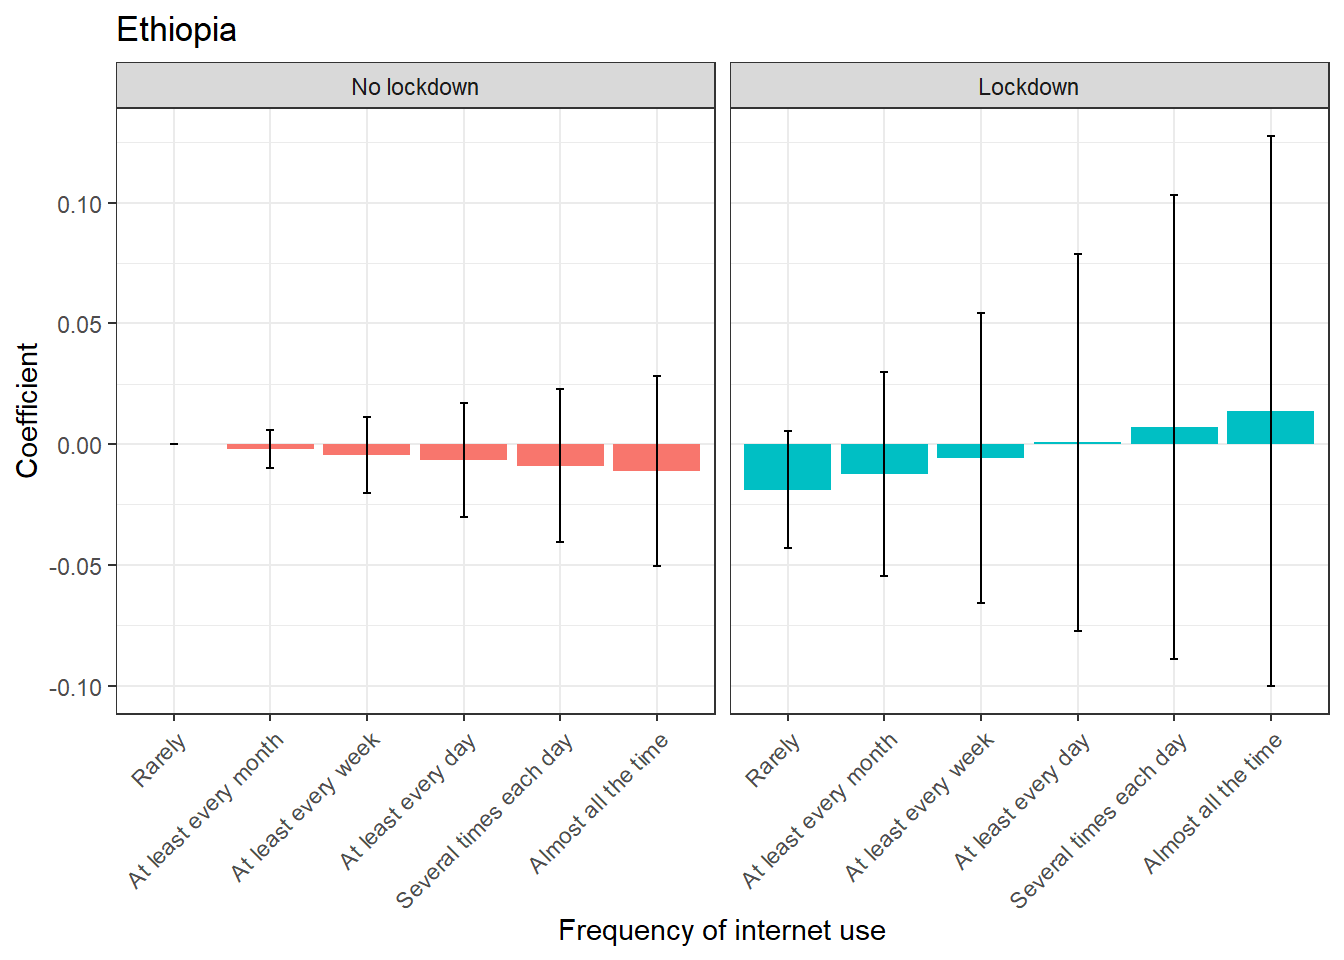 Ethiopia
No lockdown
Lockdown
Coefficient
0.10
0.05
0.00
-0.05
-0.10
Rarely
At least every month
At least every week
At least every day
Several times each day
Almost all the time
Rarely
At least every month
At least every week
At least every day
Several times each day
Almost all the time
Frequency of internet use